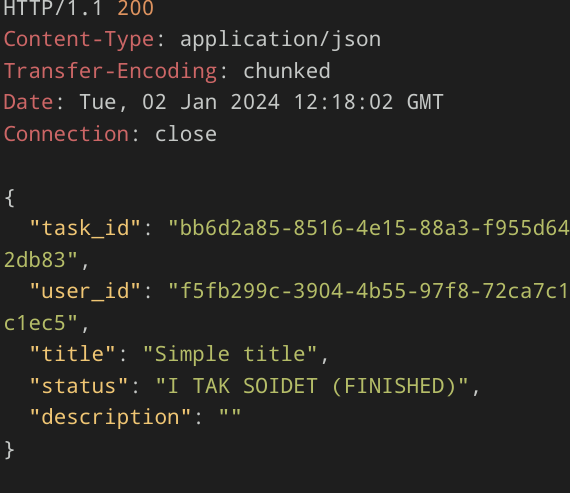 HTTP/1.1 200
Content-Type: application/json
Transfer-Encoding: chunked
Date: Tue, 02 Jan 2024 12:18:02 GMT
Connection: close
{
"task_id": "bb6d2a85-8516-4e15-88a3-f955d64
2db83",
"user_id": "f5fb299c-3904-4b55-97f8-72ca7c1
c1ec5",
"title": "Simple title",
"status": "I TAK SOIDET (FINISHED)",
"description": ""
}